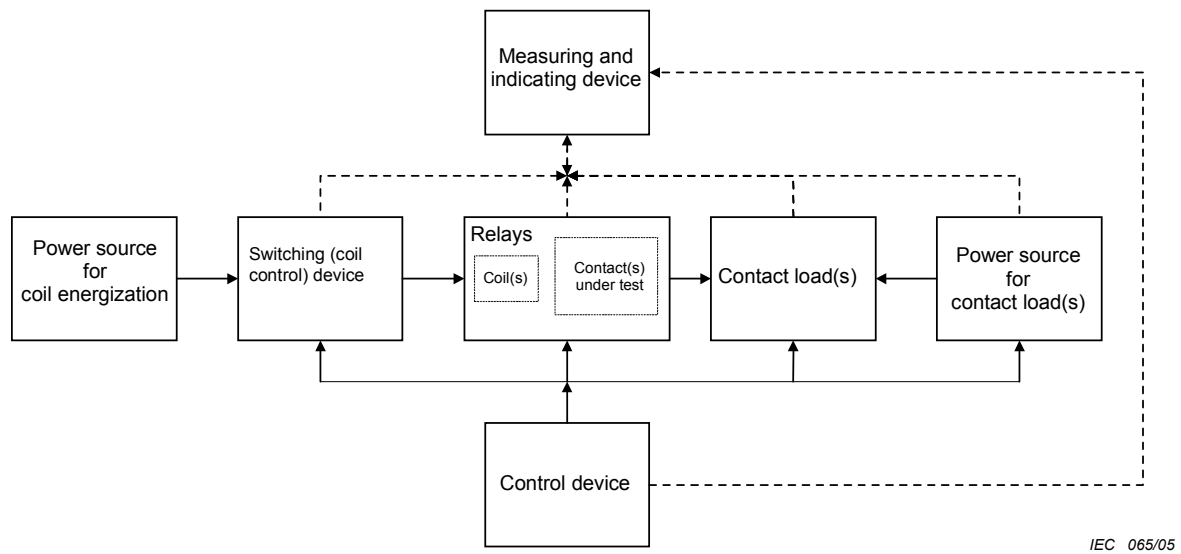 Measuring and
indicating device
Power source
for
coil energization
Switching (coil
control) device
Relays
Coil(s)
Contact(s)
under test
Contact load(s)
Power source
for
contact load(s)
Control device
IEC 065/05